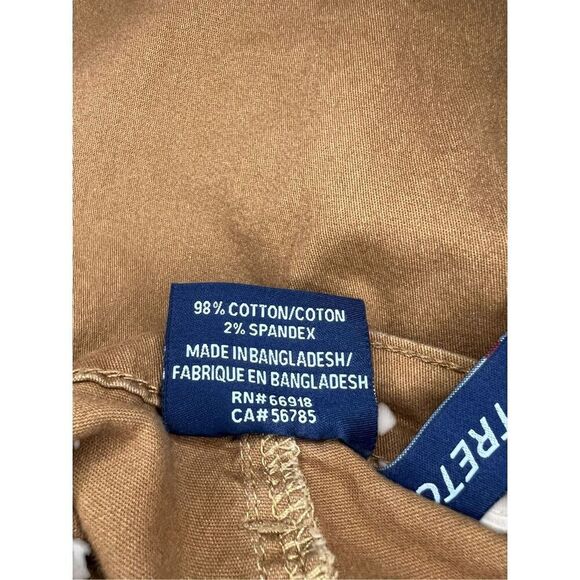 98% COTTON/COTON
2% SPANDEX
MADE IN BANGLADESH/
FABRIQUE EN BANGLADESH
RN#66918
CA#56785